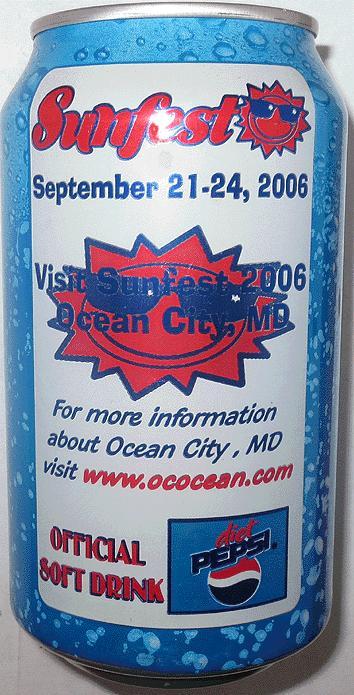 Sunfest
September 21-24, 2006
Visit Sunfest 2006
Ocean City, MD
For more information
about Ocean City , MD
visit www.ococean.com
OFFICIAL
SOFT DRINK
diet
PEPSI